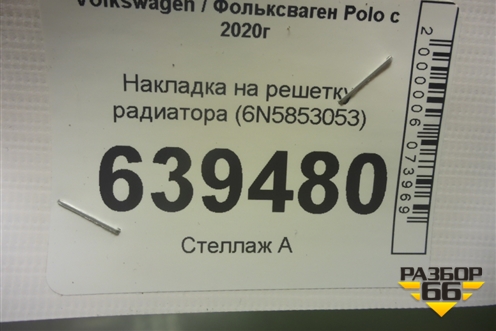 Volkswagen / Фольксваген Polo с
2020г
Накладка на решетку
радиатора (6N5853053)
639480
Стеллаж А
2000006073969
РАЗБОР
66